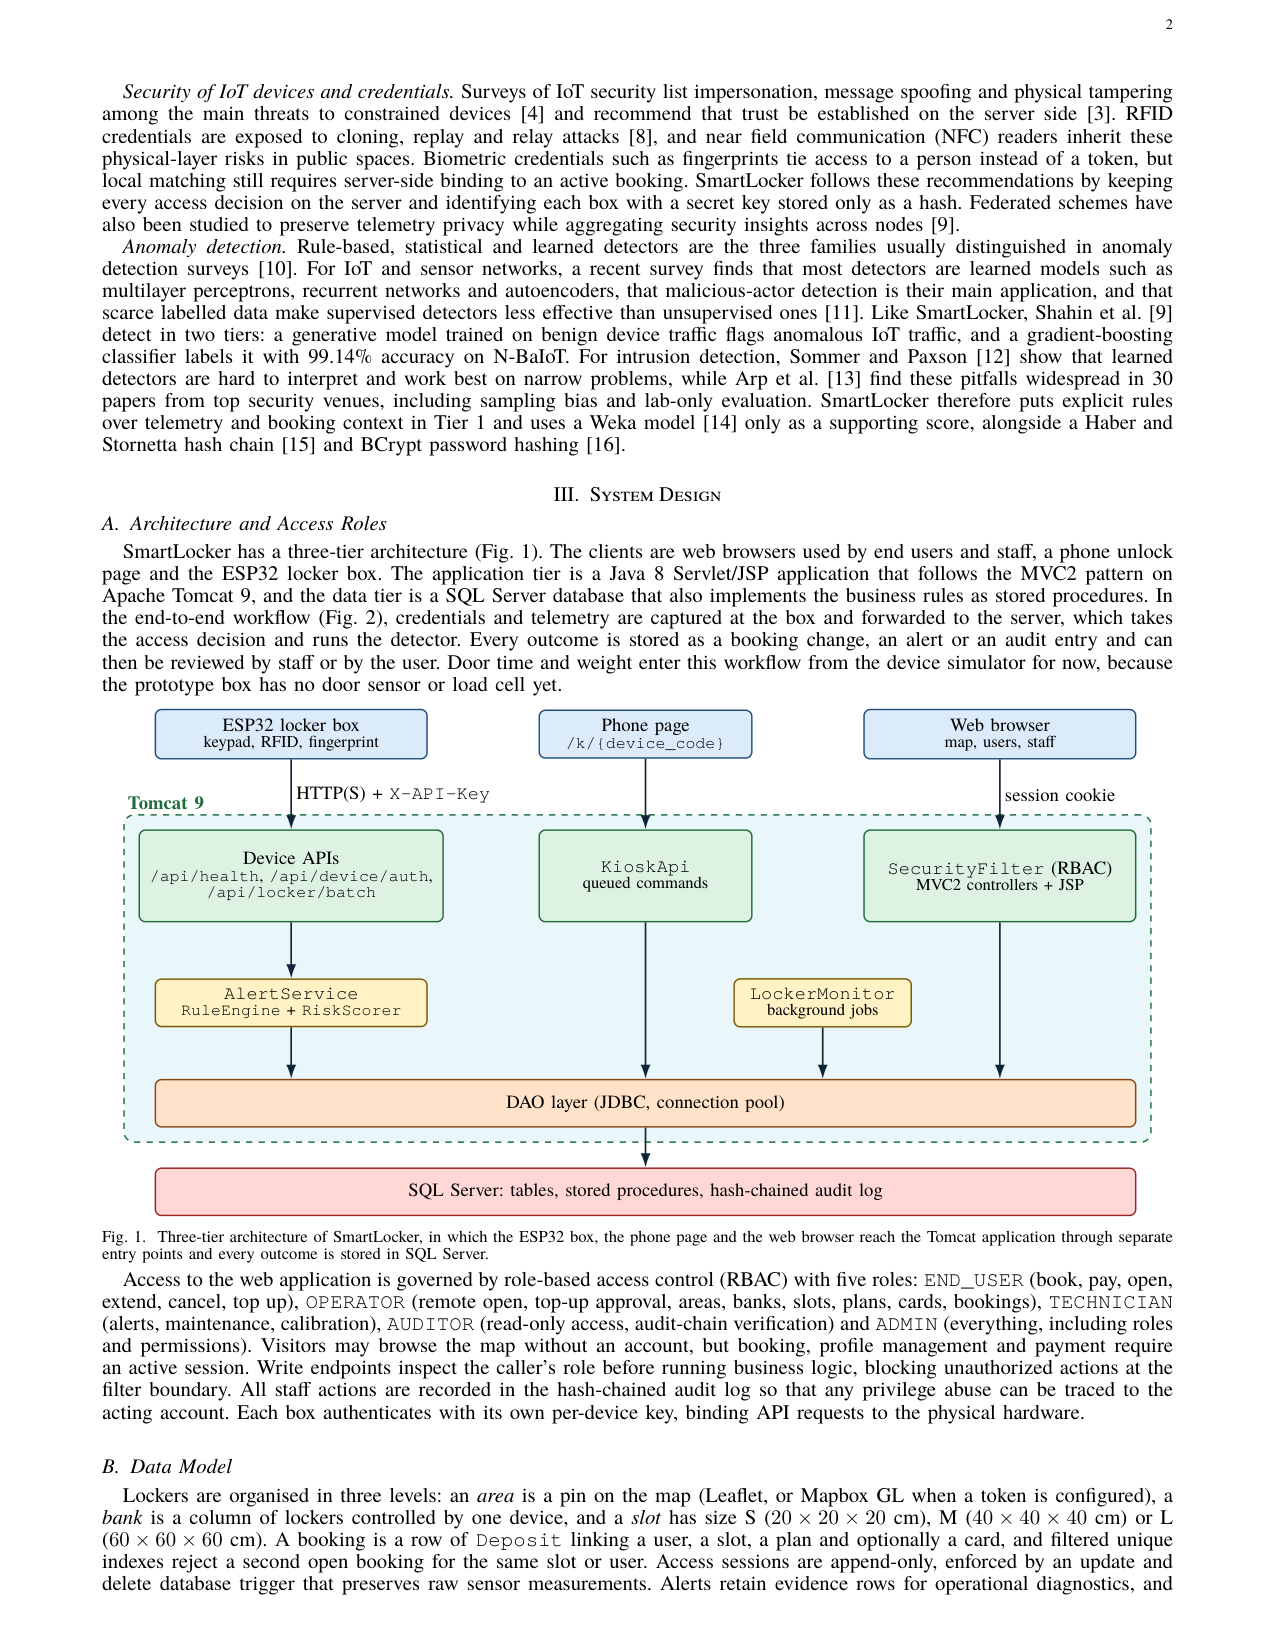 2
Security of IoT devices and credentials. Surveys of IoT security list impersonation, message spoofing and physical tampering
among the main threats to constrained devices [4] and recommend that trust be established on the server side [3]. RFID
credentials are exposed to cloning, replay and relay attacks [8], and near field communication (NFC) readers inherit these
physical-layer risks in public spaces. Biometric credentials such as fingerprints tie access to a person instead of a token, but
local matching still requires server-side binding to an active booking. SmartLocker follows these recommendations by keeping
every access decision on the server and identifying each box with a secret key stored only as a hash. Federated schemes have
also been studied to preserve telemetry privacy while aggregating security insights across nodes [9].
Anomaly detection. Rule-based, statistical and learned detectors are the three families usually distinguished in anomaly
detection surveys [10]. For IoT and sensor networks, a recent survey finds that most detectors are learned models such as
multilayer perceptrons, recurrent networks and autoencoders, that malicious-actor detection is their main application, and that
scarce labelled data make supervised detectors less effective than unsupervised ones [11]. Like SmartLocker, Shahin et al. [9]
detect in two tiers: a generative model trained on benign device traffic flags anomalous IoT traffic, and a gradient-boosting
classifier labels it with 99.14% accuracy on N-BaIoT. For intrusion detection, Sommer and Paxson [12] show that learned
detectors are hard to interpret and work best on narrow problems, while Arp et al. [13] find these pitfalls widespread in 30
papers from top security venues, including sampling bias and lab-only evaluation. SmartLocker therefore puts explicit rules
over telemetry and booking context in Tier 1 and uses a Weka model [14] only as a supporting score, alongside a Haber and
Stornetta hash chain [15] and BCrypt password hashing [16].
III. System Design
A. Architecture and Access Roles
SmartLocker has a three-tier architecture (Fig. 1). The clients are web browsers used by end users and staff, a phone unlock
page and the ESP32 locker box. The application tier is a Java 8 Servlet/JSP application that follows the MVC2 pattern on
Apache Tomcat 9, and the data tier is a SQL Server database that also implements the business rules as stored procedures. In
the end-to-end workflow (Fig. 2), credentials and telemetry are captured at the box and forwarded to the server, which takes
the access decision and runs the detector. Every outcome is stored as a booking change, an alert or an audit entry and can
then be reviewed by staff or by the user. Door time and weight enter this workflow from the device simulator for now, because
the prototype box has no door sensor or load cell yet.
ESP32 locker box
keypad, RFID, fingerprint
Phone page
/k/{device_code}
Web browser
map, users, staff
HTTP(S) + X-API-Key
session cookie
Tomcat 9
Device APIs
/api/health, /api/device/auth,
/api/locker/batch
KioskApi
queued commands
SecurityFilter (RBAC)
MVC2 controllers + JSP
AlertService
RuleEngine + RiskScorer
LockerMonitor
background jobs
DAO layer (JDBC, connection pool)
SQL Server: tables, stored procedures, hash-chained audit log
Fig. 1. Three-tier architecture of SmartLocker, in which the ESP32 box, the phone page and the web browser reach the Tomcat application through separate
entry points and every outcome is stored in SQL Server.
Access to the web application is governed by role-based access control (RBAC) with five roles: END_USER (book, pay, open,
extend, cancel, top up), OPERATOR (remote open, top-up approval, areas, banks, slots, plans, cards, bookings), TECHNICIAN
(alerts, maintenance, calibration), AUDITOR (read-only access, audit-chain verification) and ADMIN (everything, including roles
and permissions). Visitors may browse the map without an account, but booking, profile management and payment require
an active session. Write endpoints inspect the caller's role before running business logic, blocking unauthorized actions at the
filter boundary. All staff actions are recorded in the hash-chained audit log so that any privilege abuse can be traced to the
acting account. Each box authenticates with its own per-device key, binding API requests to the physical hardware.
B. Data Model
Lockers are organised in three levels: an area is a pin on the map (Leaflet, or Mapbox GL when a token is configured), a
bank is a column of lockers controlled by one device, and a slot has size S (20 × 20 × 20 cm), M (40 × 40 × 40 cm) or L
(60 × 60 × 60 cm). A booking is a row of Deposit linking a user, a slot, a plan and optionally a card, and filtered unique
indexes reject a second open booking for the same slot or user. Access sessions are append-only, enforced by an update and
delete database trigger that preserves raw sensor measurements. Alerts retain evidence rows for operational diagnostics, and